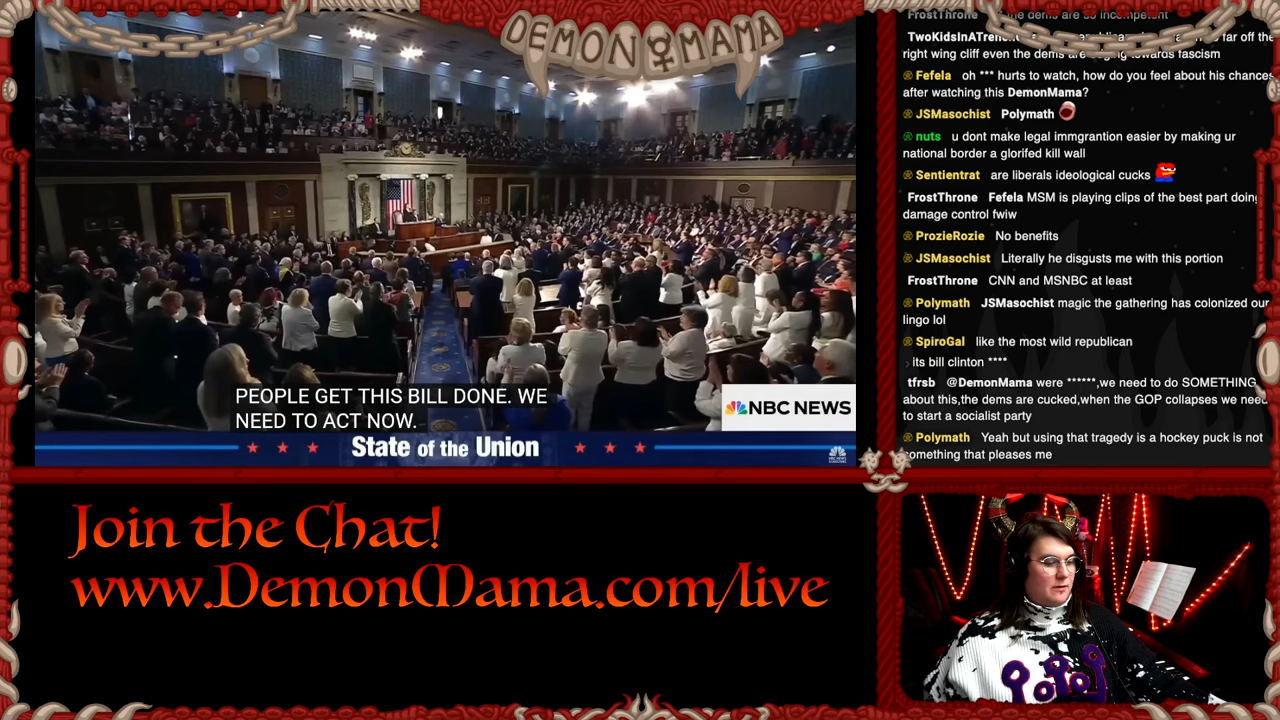 DEMON MAMA
PEOPLE GET THIS BILL DONE. WE
NEED TO ACT NOW.
NBC NEWS
State of the Union
Join the Chat!
www.DemonMama.com/live
FrostThrone the dems are so incompetent
TwoKidsInATrenc far off the
right wing cliff even the dems are towards fascism
Fefela oh *** hurts to watch, how do you feel about his chances
after watching this DemonMama?
JSMasochist Polymath
nuts u dont make legal immgrantion easier by making ur
national border a glorifed kill wall
Sentientrat are liberals ideological cucks
FrostThrone Fefela MSM is playing clips of the best part doing
damage control fwiw
ProzieRozie No benefits
JSMasochist Literally he disgusts me with this portion
FrostThrone CNN and MSNBC at least
Polymath JSMasochist magic the gathering has colonized our
lingo lol
SpiroGal like the most wild republican
its bill clinton ****
tfrsb @DemonMama were ******,we need to do SOMETHING
about this,the dems are cucked,when the GOP collapses we need
to start a socialist party
Polymath Yeah but using that tragedy is a hockey puck is not
something that pleases me